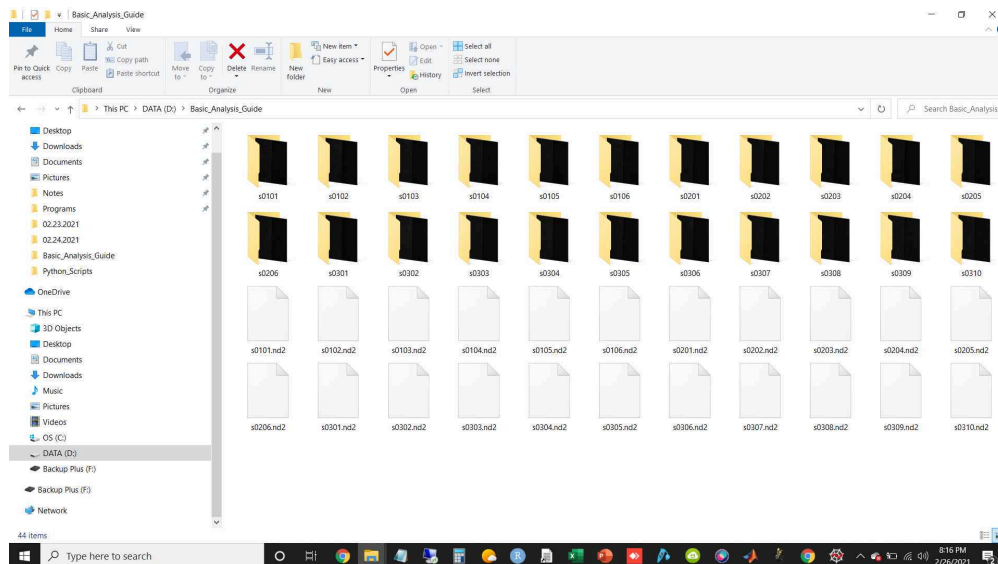 Basic_Analysis_Guide
File Home Share View
Pin to Quick access
Copy
Paste
Cut
Copy path
Paste shortcut
Clipboard
Move to
Copy to
Delete
Rename
Organize
New folder
New item
Easy access
New
Properties
Open
Edit
History
Open
Select all
Select none
Invert selection
Select
This PC > DATA (D:) > Basic_Analysis_Guide
Search Basic_Analysis
Desktop
Downloads
Documents
Pictures
Notes
Programs
02.23.2021
02.24.2021
Basic_Analysis_Guide
Python_Scripts
OneDrive
This PC
3D Objects
Desktop
Documents
Downloads
Music
Pictures
Videos
OS (C:)
DATA (D:)
Backup Plus (F:)
Backup Plus (F:)
Network
s0101 s0102 s0103 s0104 s0105 s0106 s0201 s0202 s0203 s0204 s0205
s0206 s0301 s0302 s0303 s0304 s0305 s0306 s0307 s0308 s0309 s0310
s0101.nd2 s0102.nd2 s0103.nd2 s0104.nd2 s0105.nd2 s0106.nd2 s0201.nd2 s0202.nd2 s0203.nd2 s0204.nd2 s0205.nd2
s0206.nd2 s0301.nd2 s0302.nd2 s0303.nd2 s0304.nd2 s0305.nd2 s0306.nd2 s0307.nd2 s0308.nd2 s0309.nd2 s0310.nd2
44 items
Type here to search
8:16 PM
2/26/2021